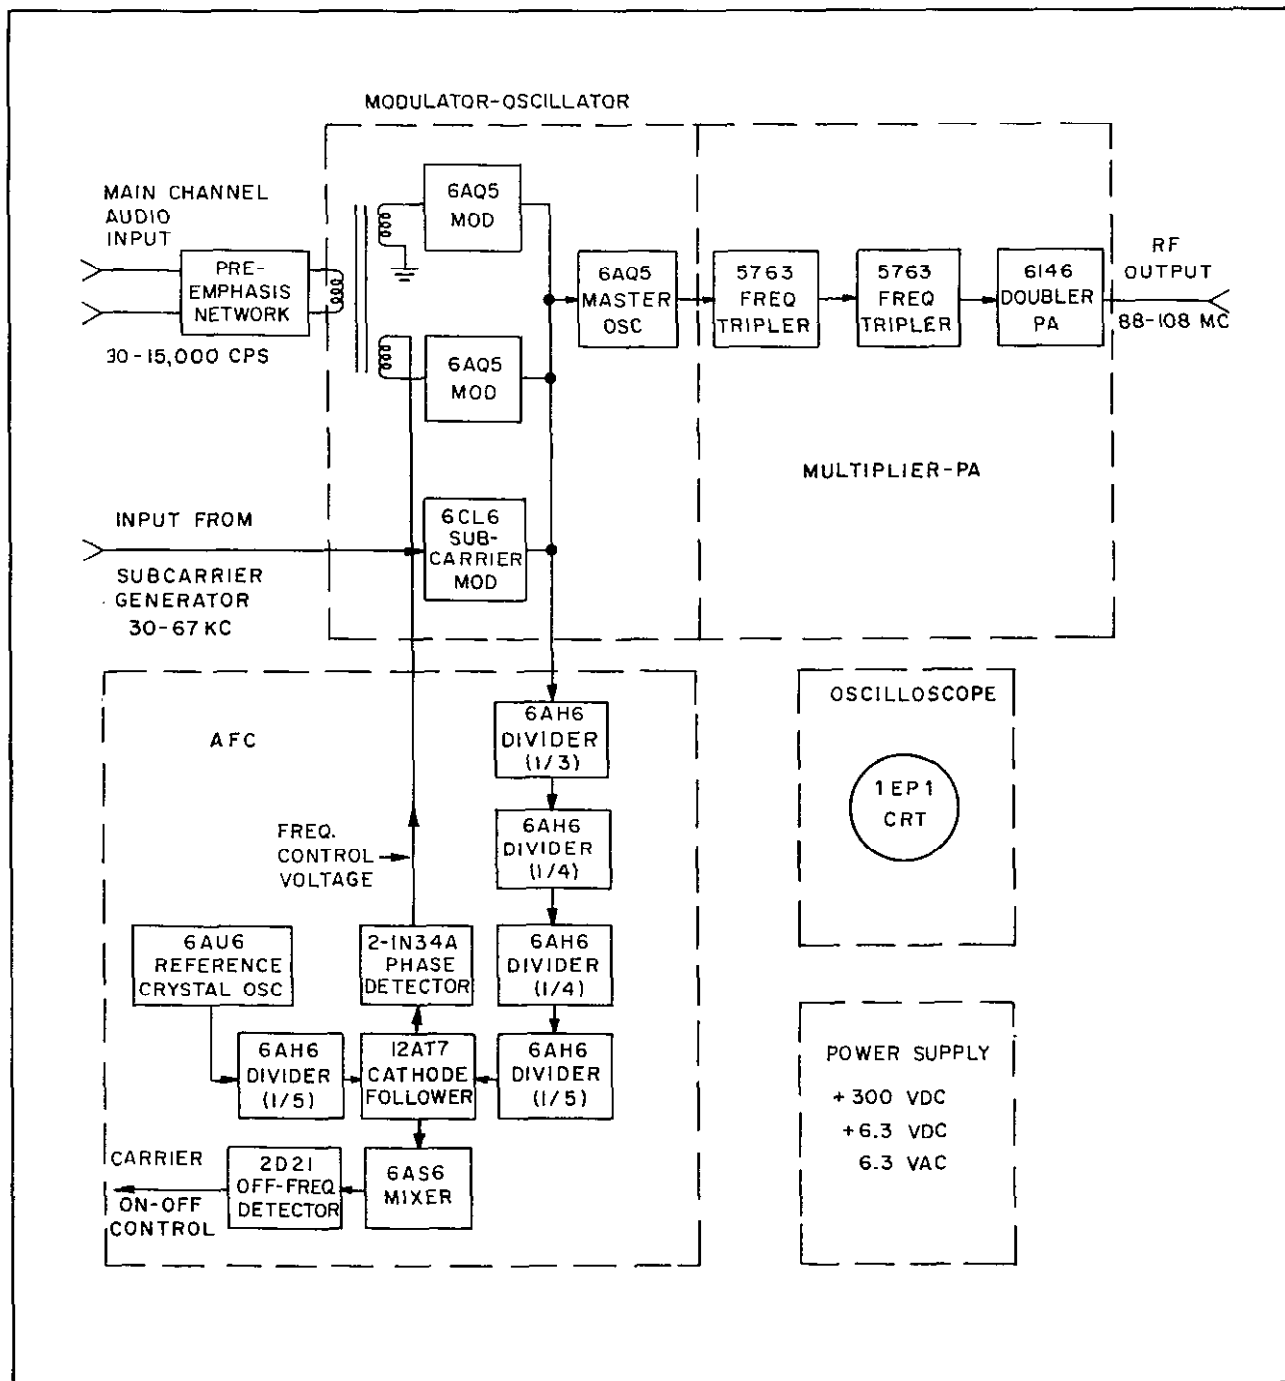 MODULATOR-OSCILLATOR
MAIN CHANNEL
AUDIO
INPUT
PRE-
EMPHASIS
NETWORK
30-15,000 CPS
6AQ5
MOD
6AQ5
MOD
6AQ5
MASTER
OSC
5763
FREQ
TRIPLER
5763
FREQ
TRIPLER
6146
DOUBLER
PA
RF
OUTPUT
88-108 MC
MULTIPLIER-PA
INPUT FROM
SUBCARRIER
GENERATOR
30-67 KC
6CL6
SUB-
CARRIER
MOD
AFC
6AH6
DIVIDER
(1/3)
6AH6
DIVIDER
(1/4)
FREQ.
CONTROL
VOLTAGE
6AU6
REFERENCE
CRYSTAL OSC
2-1N34A
PHASE
DETECTOR
6AH6
DIVIDER
(1/4)
6AH6
DIVIDER
(1/5)
12AT7
CATHODE
FOLLOWER
6AH6
DIVIDER
(1/5)
CARRIER
ON-OFF
CONTROL
2D21
OFF-FREQ
DETECTOR
6AS6
MIXER
OSCILLOSCOPE
1EP1
CRT
POWER SUPPLY
+300 VDC
+6.3 VDC
6.3 VAC